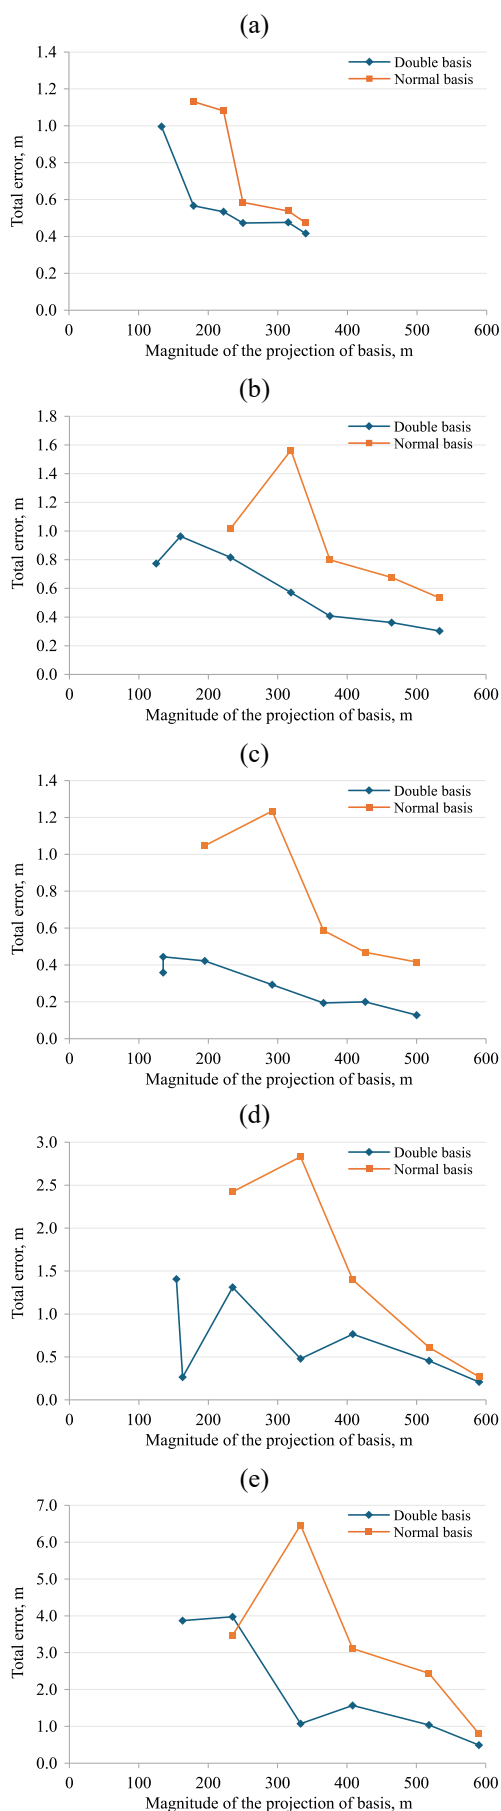 (a)
1.4
Double basis
1.2
Normal basis
1.0
0.8
0.6
0.4
0.2
0.0
Total error, m
0 100 200 300 400 500 600
Magnitude of the projection of basis, m
(b)
1.8
Double basis
1.6
Normal basis
1.4
1.2
1.0
0.8
0.6
0.4
0.2
0.0
Total error, m
0 100 200 300 400 500 600
Magnitude of the projection of basis, m
(c)
1.4
Double basis
1.2
Normal basis
1.0
0.8
0.6
0.4
0.2
0.0
Total error, m
0 100 200 300 400 500 600
Magnitude of the projection of basis, m
(d)
3.0
Double basis
Normal basis
2.5
2.0
1.5
1.0
0.5
0.0
Total error, m
0 100 200 300 400 500 600
Magnitude of the projection of basis, m
(e)
7.0
Double basis
Normal basis
6.0
5.0
4.0
3.0
2.0
1.0
0.0
Total error, m
0 100 200 300 400 500 600
Magnitude of the projection of basis, m